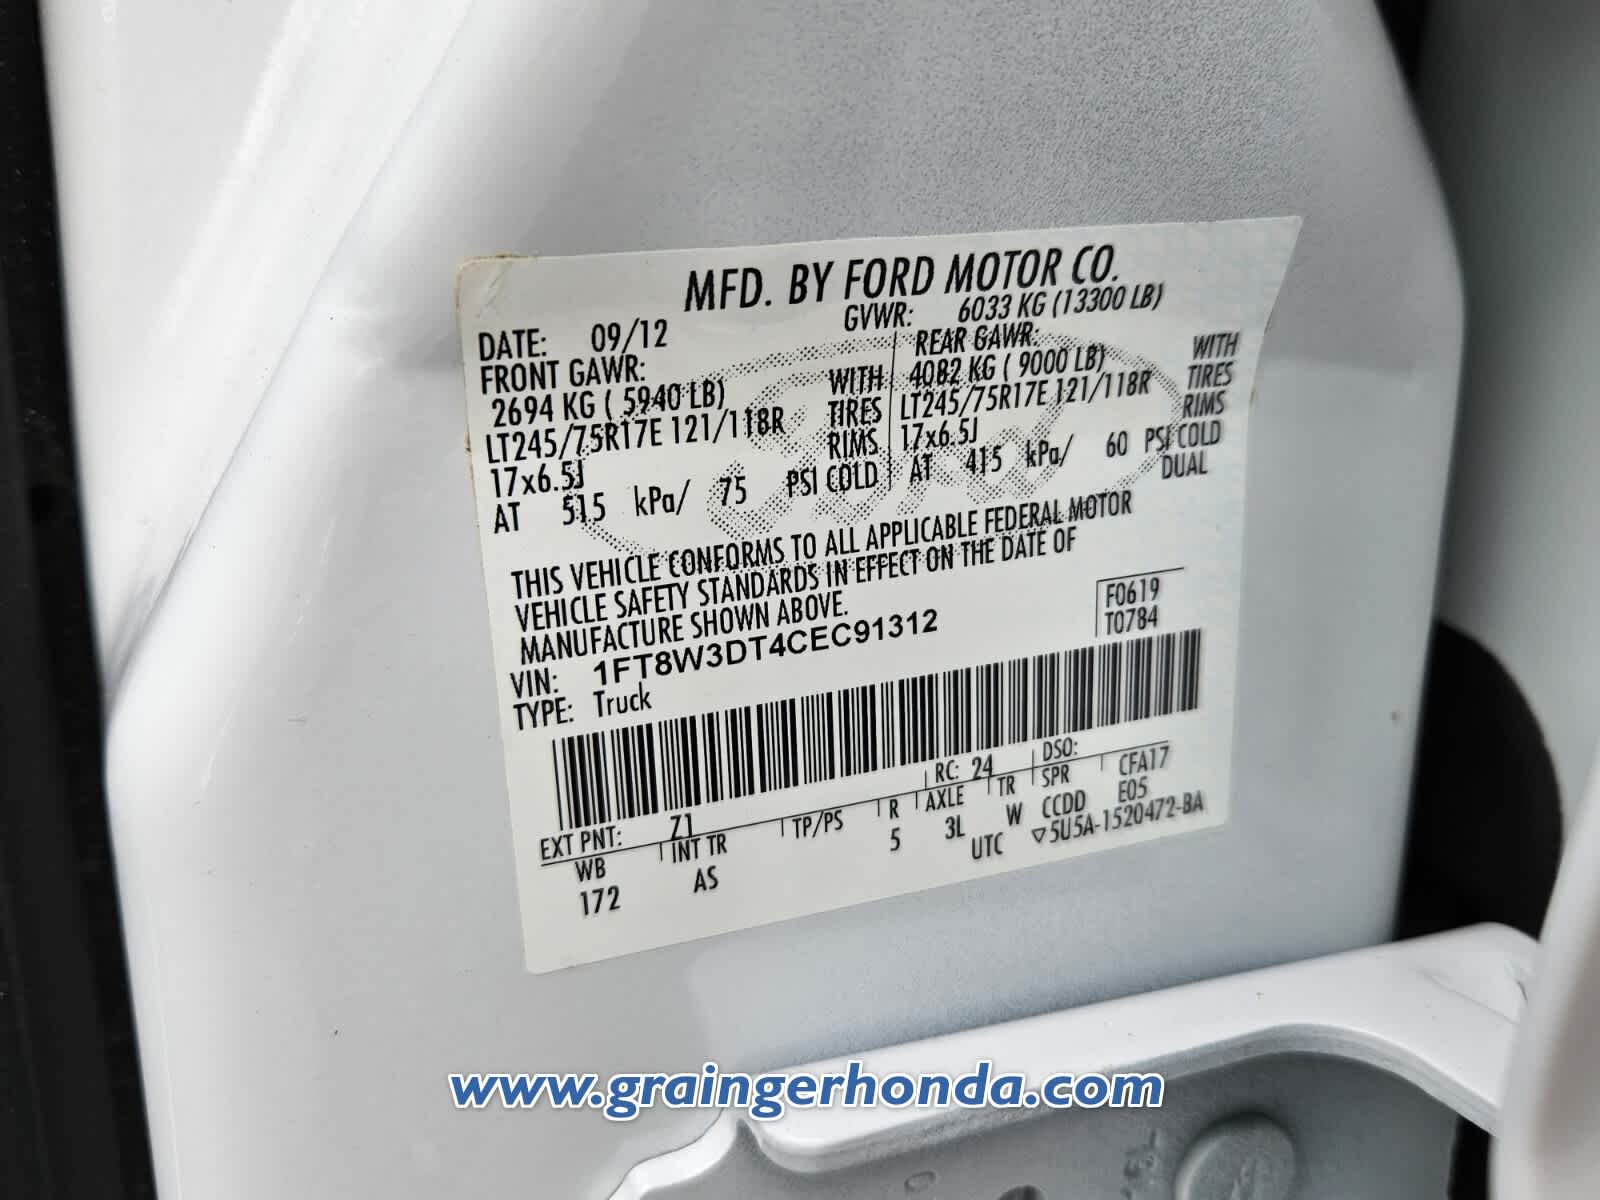 MFD. BY FORD MOTOR CO.
DATE: 09/12 GVWR: 6033 KG (13300 LB)
FRONT GAWR: REAR GAWR:
2694 KG ( 5940 LB) WITH 4082 KG ( 9000 LB) WITH
LT245/75R17E 121/118R TIRES LT245/75R17E 121/118R TIRES
17x6.5J RIMS 17x6.5J RIMS
AT 515 kPa/ 75 PSI COLD AT 415 kPa/ 60 PSI COLD
DUAL
THIS VEHICLE CONFORMS TO ALL APPLICABLE FEDERAL MOTOR
VEHICLE SAFETY STANDARDS IN EFFECT ON THE DATE OF
MANUFACTURE SHOWN ABOVE.
F0619
T0784
VIN: 1FT8W3DT4CEC91312
TYPE: Truck
EXT PNT: Z1 RC: 24 DSO:
WB INT TR TP/PS R AXLE TR SPR CFA17
172 AS 5 3L W CCDD E05
UTC ▽5U5A-1520472-BA
www.graingerhonda.com